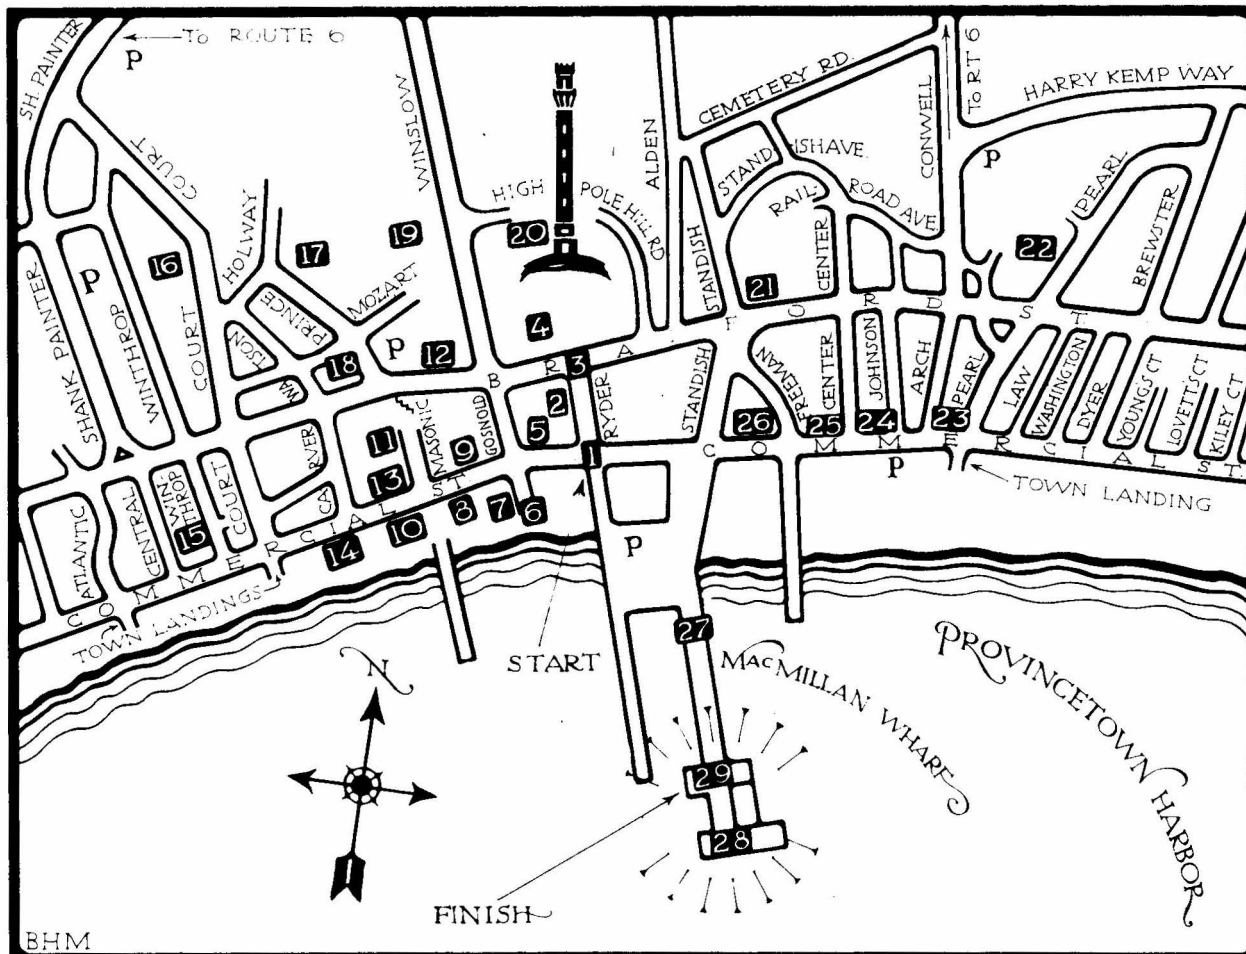 SH. PAINTER
P
TO ROUTE 6
WINSLOW
ALDEN
CEMETERY RD.
CONWELL
TO RT 6
HARRY KEMP WAY
COURT
HIGH POLE HILL RD
STANDISH AVE.
RAILROAD AVE.
P
PEARL
BREWSTER
HOLWAY
16
17
19
20
22
P
SHANK PAINTER
WINTHROP
COURT
PRINCE
MOZART
STANDISH
21
CENTER
4
P
12
18
3
BRADFORD ST.
RYDER
STANDISH
FREEMAN
CENTER
JOHNSON
ARCH
PEARL
LAW
WASHINGTON
DYER
YOUNGS CT
LOVETTS CT
KILEY CT
2
5
11
MASONIC
GOSNOLD
9
1
26
25
24
23
CARVER
13
8
7
6
10
14
15
ATLANTIC
CENTRAL
WINTHROP
COURT
COMMERCIAL ST
COMMERCIAL ST.
P
TOWN LANDING
P
TOWN LANDINGS
START
27
MACMILLAN WHARF
PROVINCETOWN HARBOR
N
29
28
FINISH
BHM